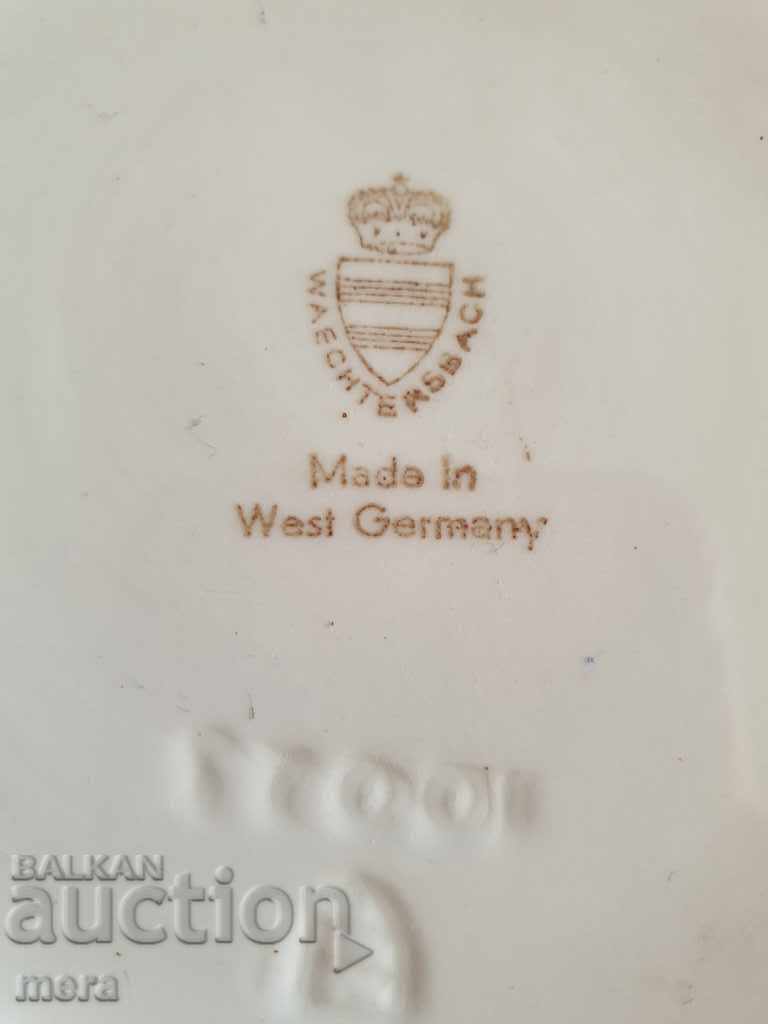 WAECHTERSBACH
Made In
West Germany
BALKAN
auction
mera